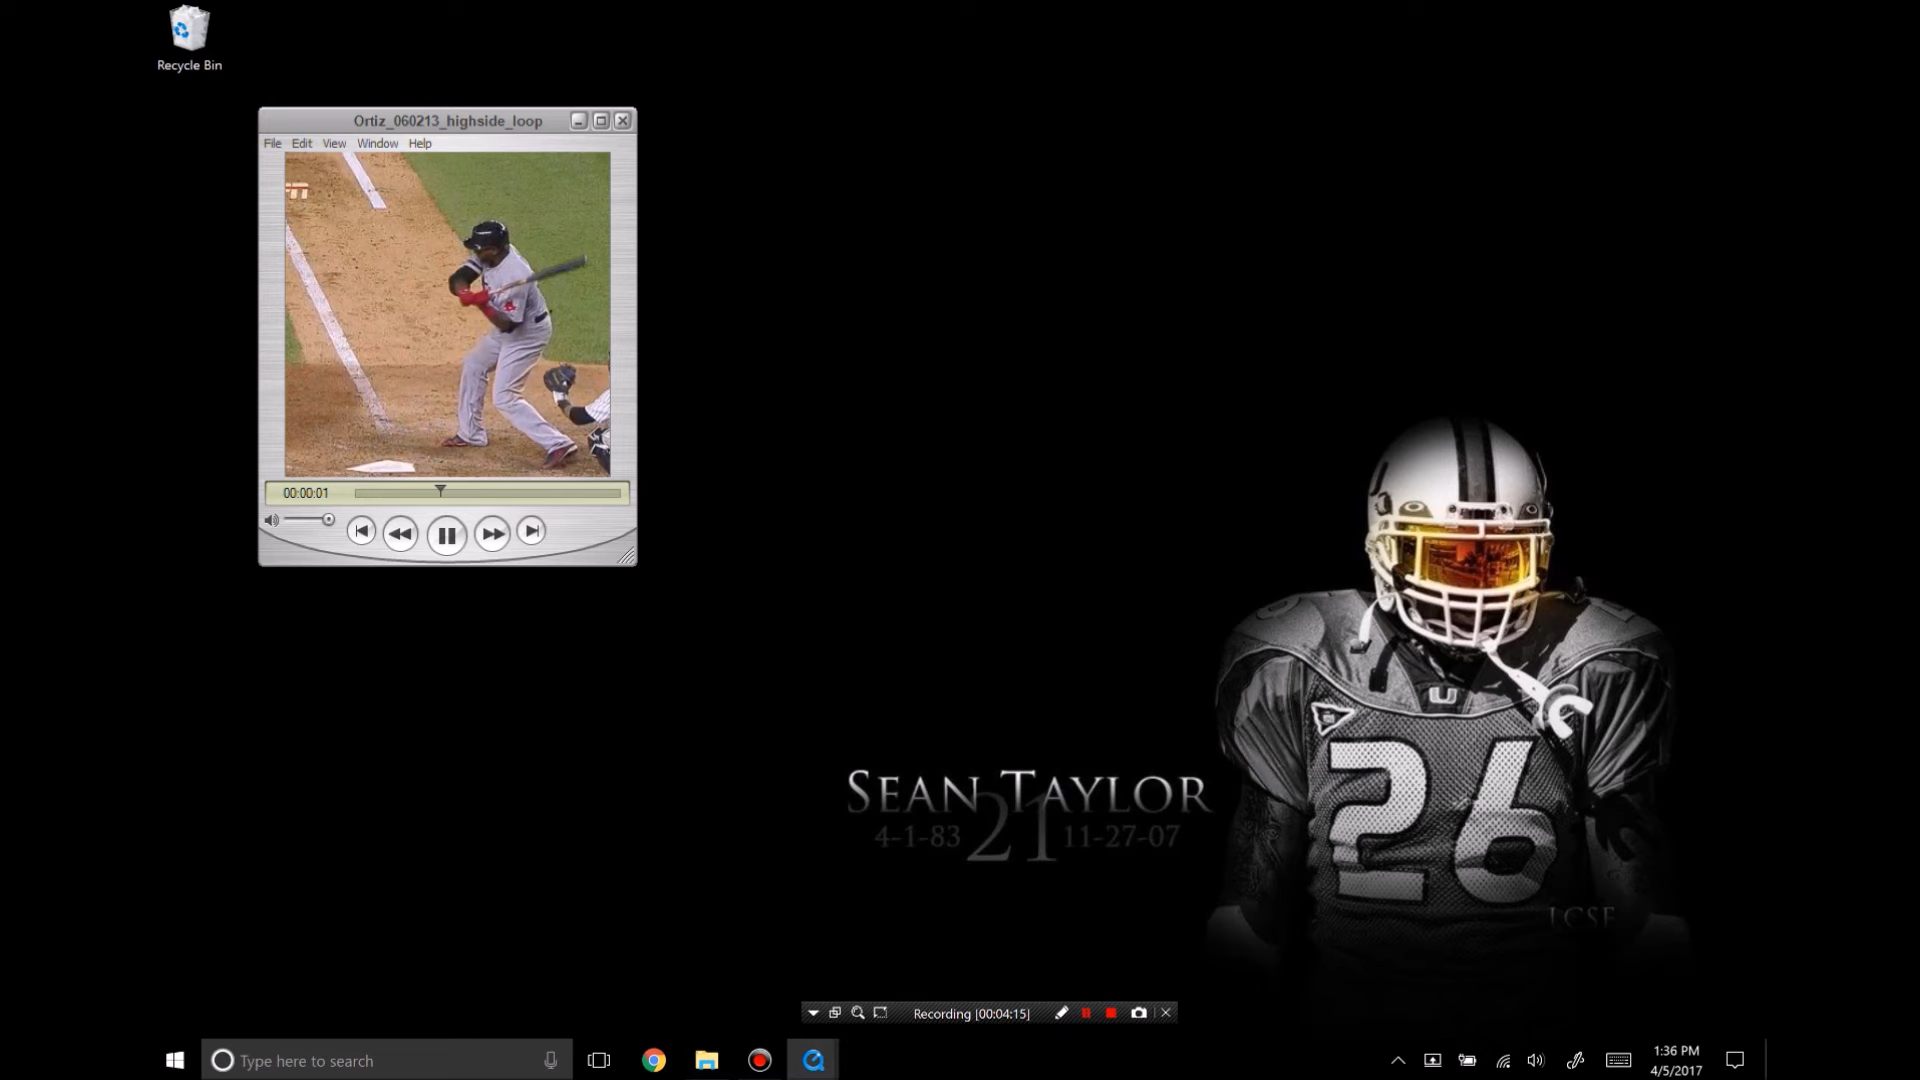 Recycle Bin
Ortiz_060213_highside_loop
File Edit View Window Help
00:00:01
SEAN TAYLOR
4-1-83 21 11-27-07
U
26
LCSF
Recording [00:04:15]
Type here to search
1:36 PM
4/5/2017